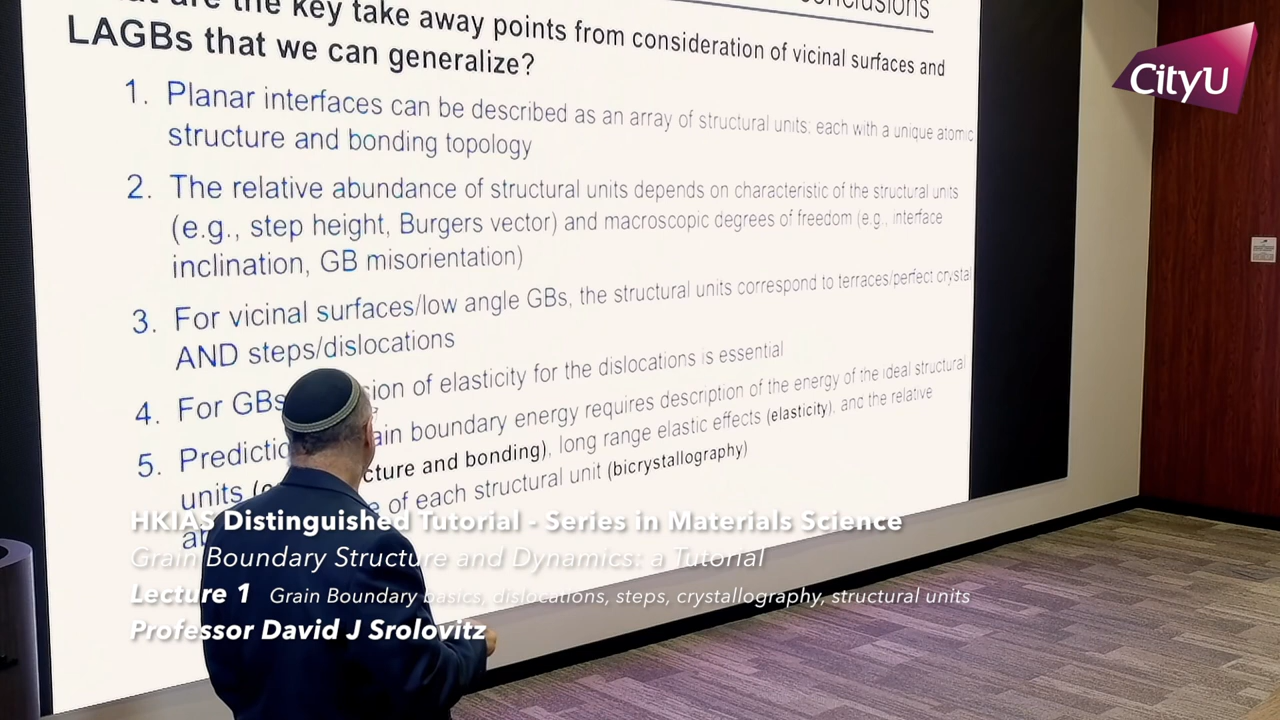 conclusions
are the key take away points from consideration of vicinal surfaces and
LAGBs that we can generalize?
1. Planar interfaces can be described as an array of structural units; each with a unique atomic
structure and bonding topology
2. The relative abundance of structural units depends on characteristic of the structural units
(e.g., step height, Burgers vector) and macroscopic degrees of freedom (e.g., interface
inclination, GB misorientation)
3. For vicinal surfaces/low angle GBs, the structural units correspond to terraces/perfect crystal
AND steps/dislocations
4. For GBs of elasticity for the dislocations is essential
5. boundary energy requires description of the energy of the ideal structural
units and bonding), long range elastic effects (elasticity), and the relative
of each structural unit (bicrystallography)
HKIAS Distinguished Tutorial - Series in Materials Science
Grain Boundary Structure and Dynamics: a Tutorial
Lecture 1 Grain Boundary basics, dislocations, steps, crystallography, structural units
Professor David J Srolovitz
CityU